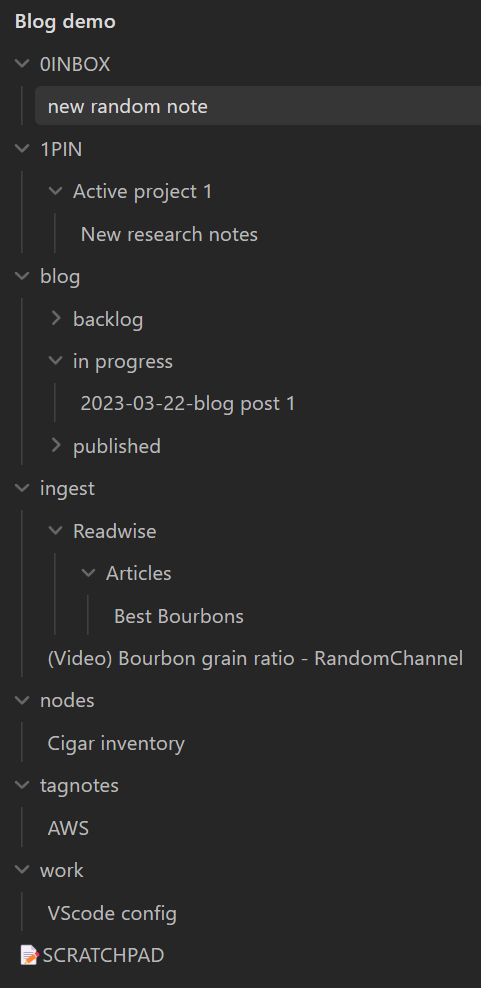 Blog demo
0INBOX
new random note
1PIN
Active project 1
New research notes
blog
backlog
in progress
2023-03-22-blog post 1
published
ingest
Readwise
Articles
Best Bourbons
(Video) Bourbon grain ratio - RandomChannel
nodes
Cigar inventory
tagnotes
AWS
work
VScode config
📝SCRATCHPAD